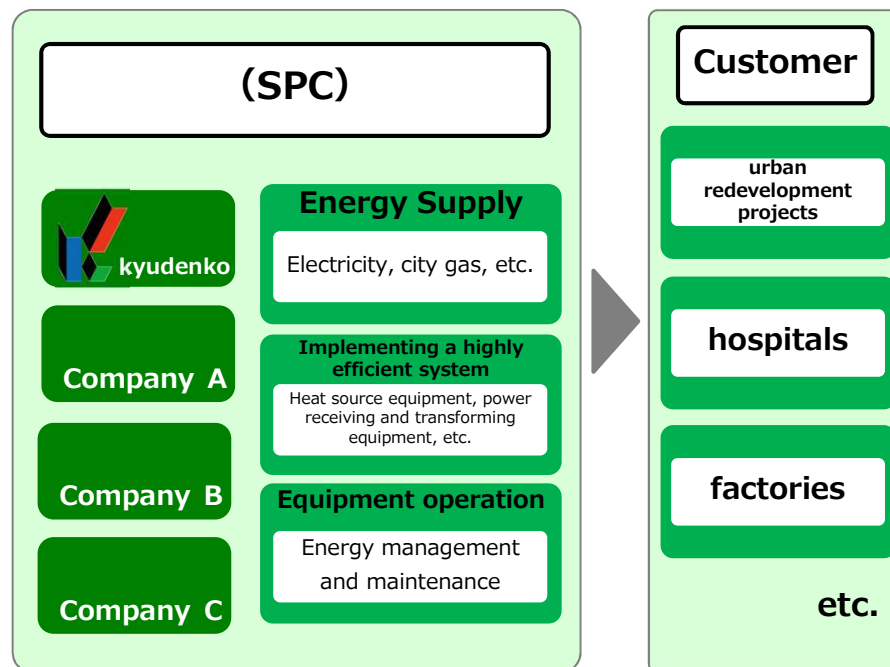 （SPC）
kyudenko
Company A
Company B
Company C
Energy Supply
Electricity, city gas, etc.
Implementing a highly
efficient system
Heat source equipment, power
receiving and transforming
equipment, etc.
Equipment operation
Energy management
and maintenance
Customer
urban
redevelopment
projects
hospitals
factories
etc.